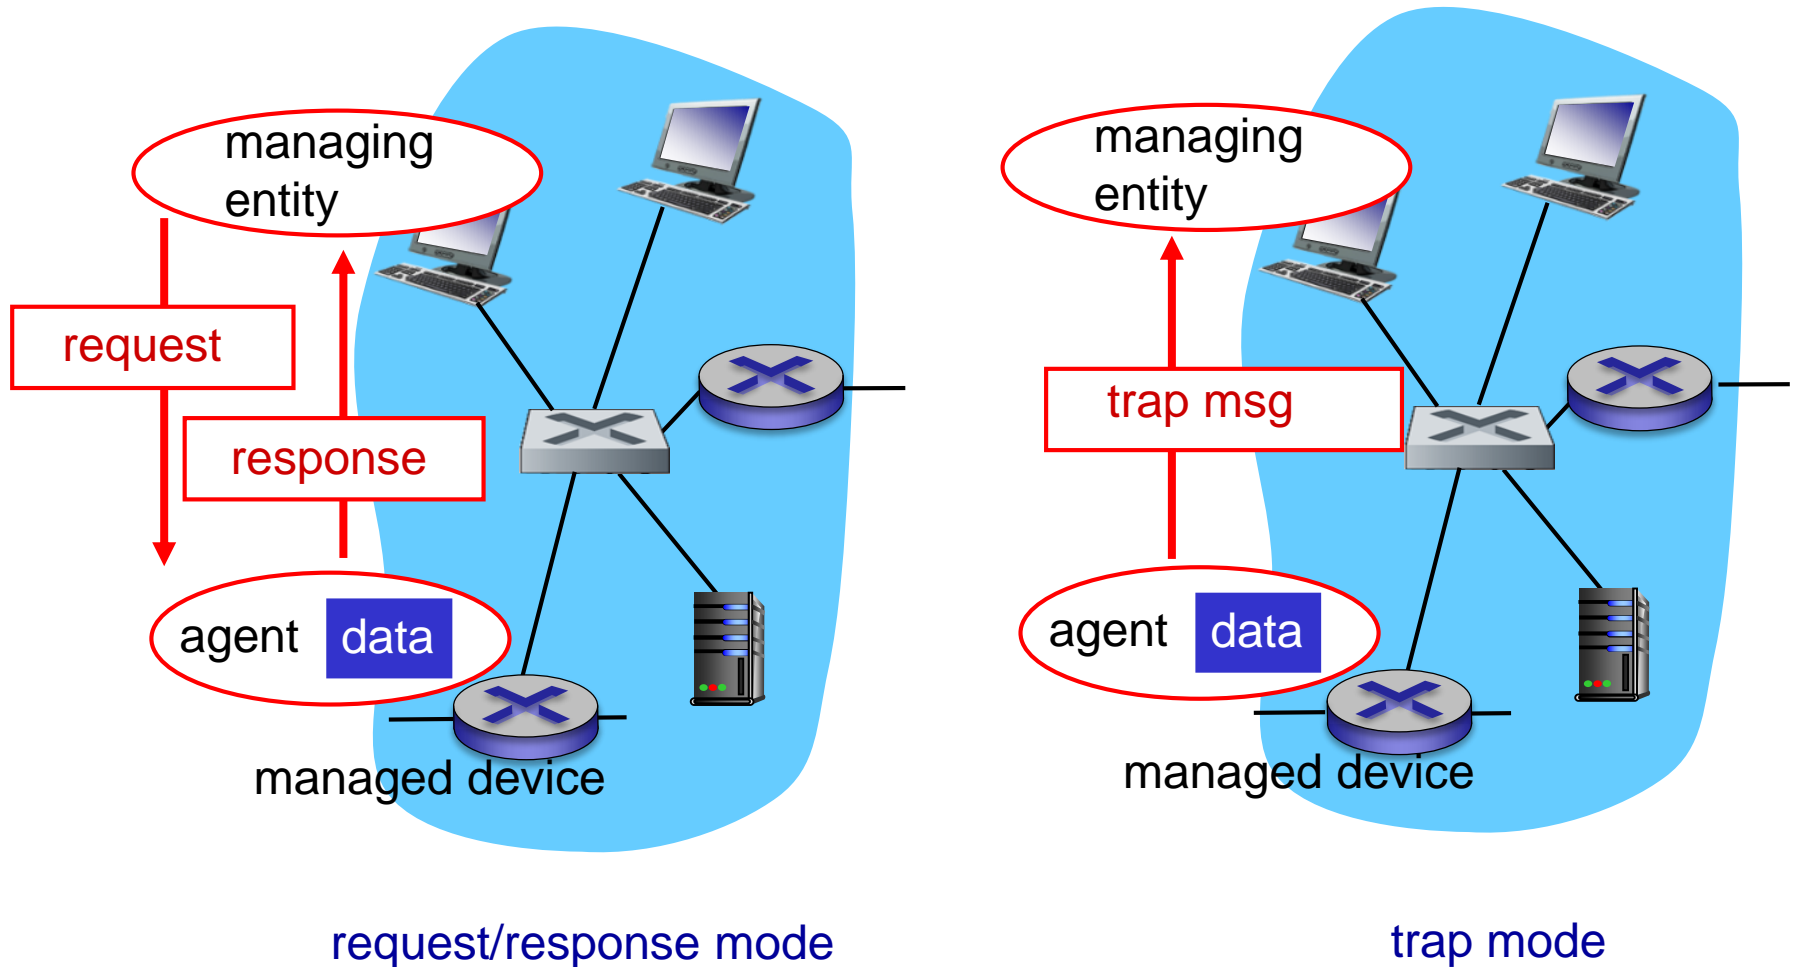 managing
entity
request
response
agent
data
managed device
request/response mode
managing
entity
trap msg
agent
data
managed device
trap mode